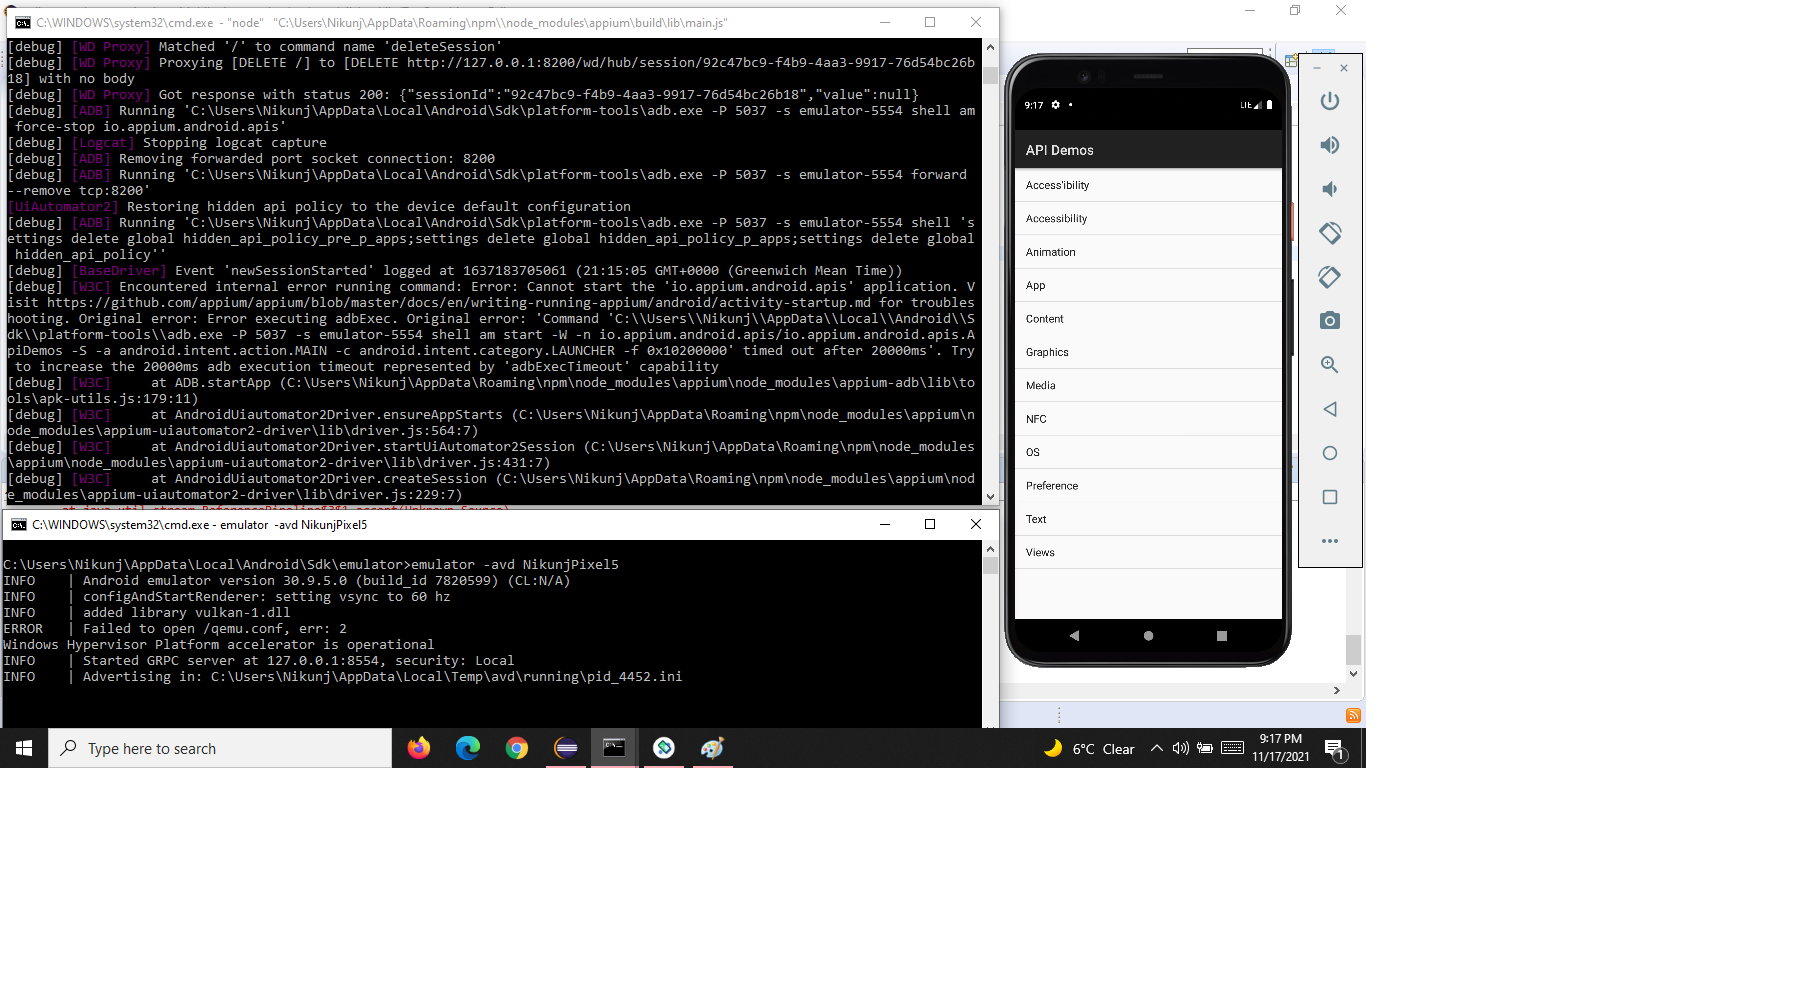 C:\WINDOWS\system32\cmd.exe - "node" "C:\Users\Nikunj\AppData\Roaming\npm\\node_modules\appium\build\lib\main.js"
[debug] [WD Proxy] Matched '/' to command name 'deleteSession'
[debug] [WD Proxy] Proxying [DELETE /] to [DELETE http://127.0.0.1:8200/wd/hub/session/92c47bc9-f4b9-4aa3-9917-76d54bc26b
18] with no body
[debug] [WD Proxy] Got response with status 200: {"sessionId":"92c47bc9-f4b9-4aa3-9917-76d54bc26b18","value":null}
[debug] [ADB] Running 'C:\Users\Nikunj\AppData\Local\Android\Sdk\platform-tools\adb.exe -P 5037 -s emulator-5554 shell am
 force-stop io.appium.android.apis'
[debug] [Logcat] Stopping logcat capture
[debug] [ADB] Removing forwarded port socket connection: 8200
[debug] [ADB] Running 'C:\Users\Nikunj\AppData\Local\Android\Sdk\platform-tools\adb.exe -P 5037 -s emulator-5554 forward
--remove tcp:8200'
[UiAutomator2] Restoring hidden api policy to the device default configuration
[debug] [ADB] Running 'C:\Users\Nikunj\AppData\Local\Android\Sdk\platform-tools\adb.exe -P 5037 -s emulator-5554 shell 's
ettings delete global hidden_api_policy_pre_p_apps;settings delete global hidden_api_policy_p_apps;settings delete global
 hidden_api_policy''
[debug] [BaseDriver] Event 'newSessionStarted' logged at 1637183705061 (21:15:05 GMT+0000 (Greenwich Mean Time))
[debug] [W3C] Encountered internal error running command: Error: Cannot start the 'io.appium.android.apis' application. V
isit https://github.com/appium/appium/blob/master/docs/en/writing-running-appium/android/activity-startup.md for troubles
hooting. Original error: Error executing adbExec. Original error: 'Command 'C:\\Users\\Nikunj\\AppData\\Local\\Android\\S
dk\\platform-tools\\adb.exe -P 5037 -s emulator-5554 shell am start -W -n io.appium.android.apis/io.appium.android.apis.A
piDemos -S -a android.intent.action.MAIN -c android.intent.category.LAUNCHER -f 0x10200000' timed out after 20000ms'. Try
 to increase the 20000ms adb execution timeout represented by 'adbExecTimeout' capability
[debug] [W3C]     at ADB.startApp (C:\Users\Nikunj\AppData\Roaming\npm\node_modules\appium\node_modules\appium-adb\lib\to
ols\apk-utils.js:179:11)
[debug] [W3C]     at AndroidUiautomator2Driver.ensureAppStarts (C:\Users\Nikunj\AppData\Roaming\npm\node_modules\appium\n
ode_modules\appium-uiautomator2-driver\lib\driver.js:564:7)
[debug] [W3C]     at AndroidUiautomator2Driver.startUiAutomator2Session (C:\Users\Nikunj\AppData\Roaming\npm\node_modules
\appium\node_modules\appium-uiautomator2-driver\lib\driver.js:431:7)
[debug] [W3C]     at AndroidUiautomator2Driver.createSession (C:\Users\Nikunj\AppData\Roaming\npm\node_modules\appium\nod
e_modules\appium-uiautomator2-driver\lib\driver.js:229:7)
C:\WINDOWS\system32\cmd.exe - emulator -avd NikunjPixel5
C:\Users\Nikunj\AppData\Local\Android\Sdk\emulator>emulator -avd NikunjPixel5
INFO    | Android emulator version 30.9.5.0 (build_id 7820599) (CL:N/A)
INFO    | configAndStartRenderer: setting vsync to 60 hz
INFO    | added library vulkan-1.dll
ERROR   | Failed to open /qemu.conf, err: 2
Windows Hypervisor Platform accelerator is operational
INFO    | Started GRPC server at 127.0.0.1:8554, security: Local
INFO    | Advertising in: C:\Users\Nikunj\AppData\Local\Temp\avd\running\pid_4452.ini
9:17 LTE
API Demos
Access'ibility
Accessibility
Animation
App
Content
Graphics
Media
NFC
OS
Preference
Text
Views
Type here to search
6°C Clear
9:17 PM
11/17/2021
1